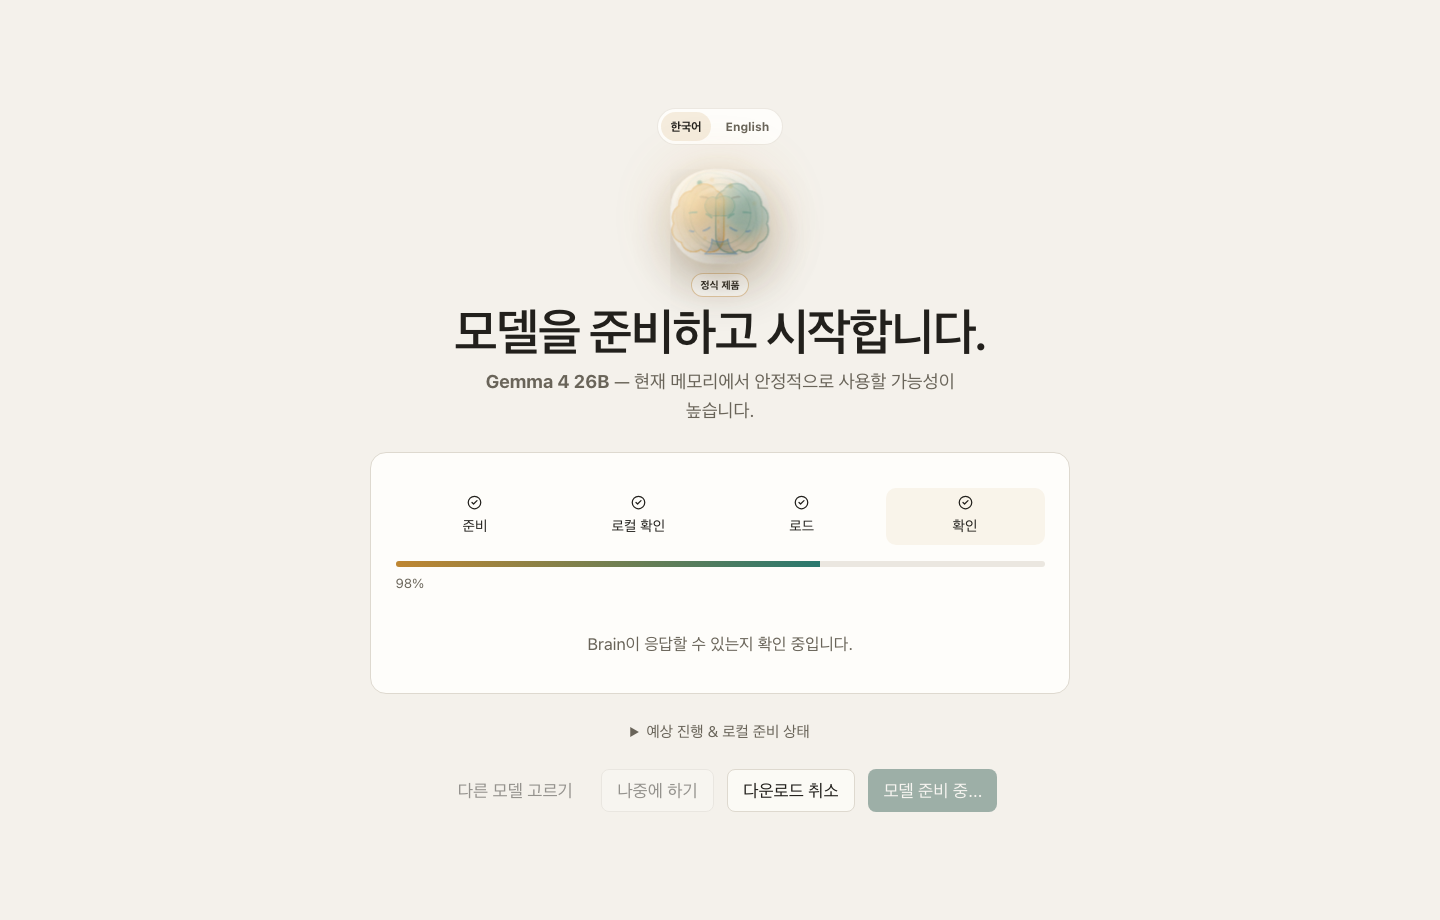 한국어 English
정식 제품
모델을 준비하고 시작합니다.
Gemma 4 26B — 현재 메모리에서 안정적으로 사용할 가능성이
높습니다.
준비 로컬 확인 로드 확인
98%
Brain이 응답할 수 있는지 확인 중입니다.
▶ 예상 진행 & 로컬 준비 상태
다른 모델 고르기 나중에 하기 다운로드 취소 모델 준비 중...